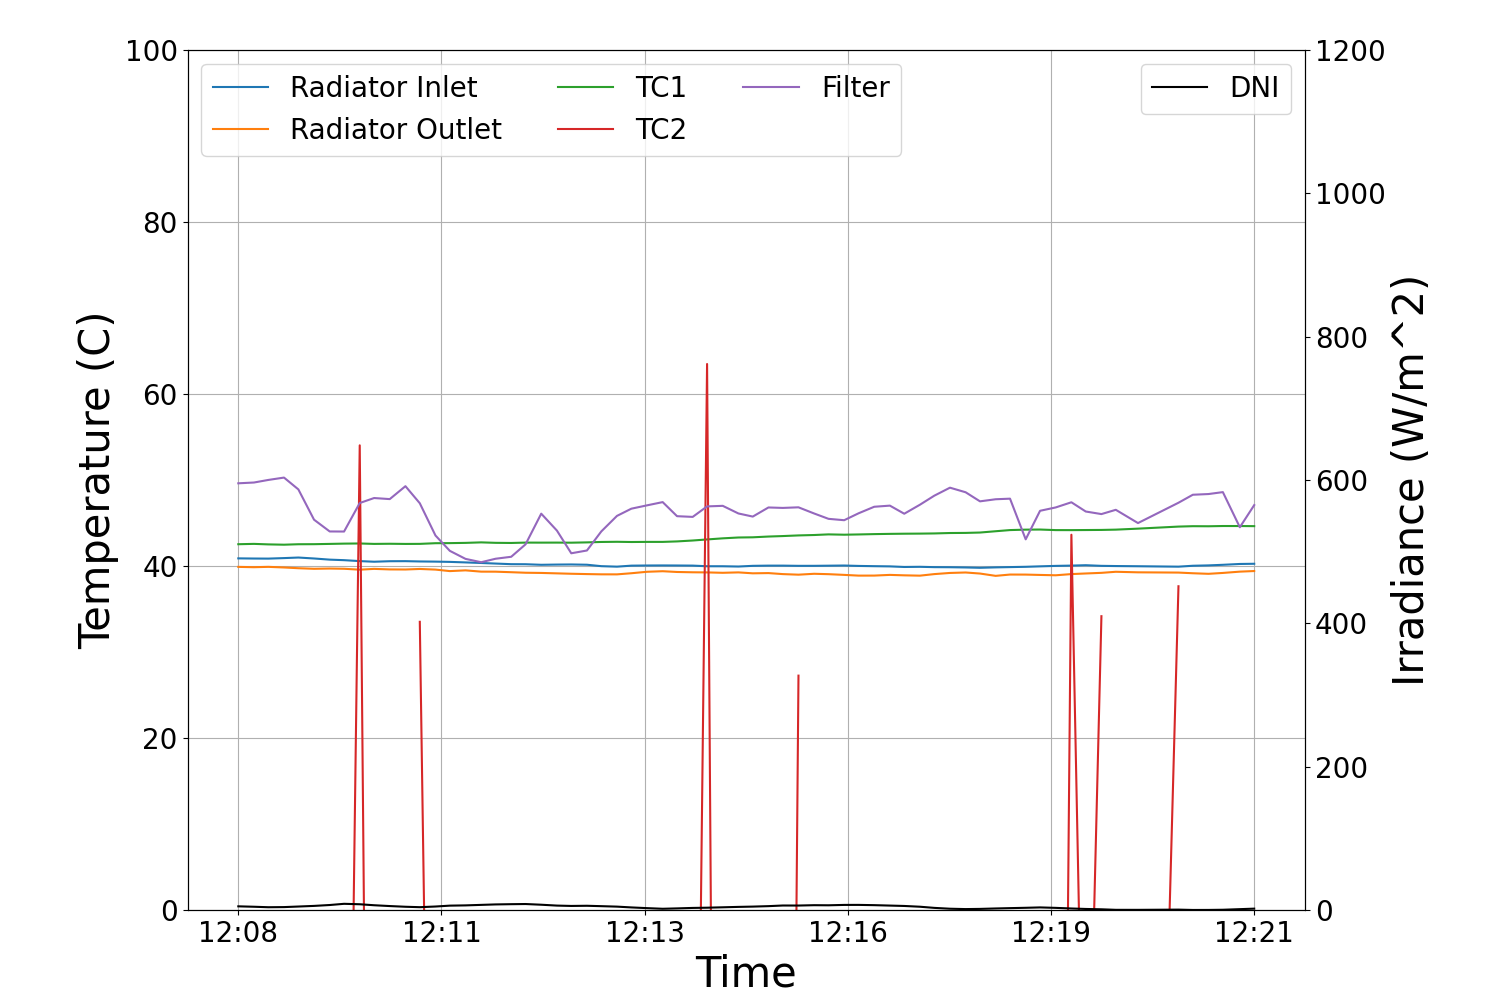 100
80
60
40
20
0
Temperature (C)
Radiator Inlet
Radiator Outlet
TC1
TC2
Filter
DNI
1200
1000
800
600
400
200
0
Irradiance (W/m^2)
12:08 12:11 12:13 12:16 12:19 12:21
Time